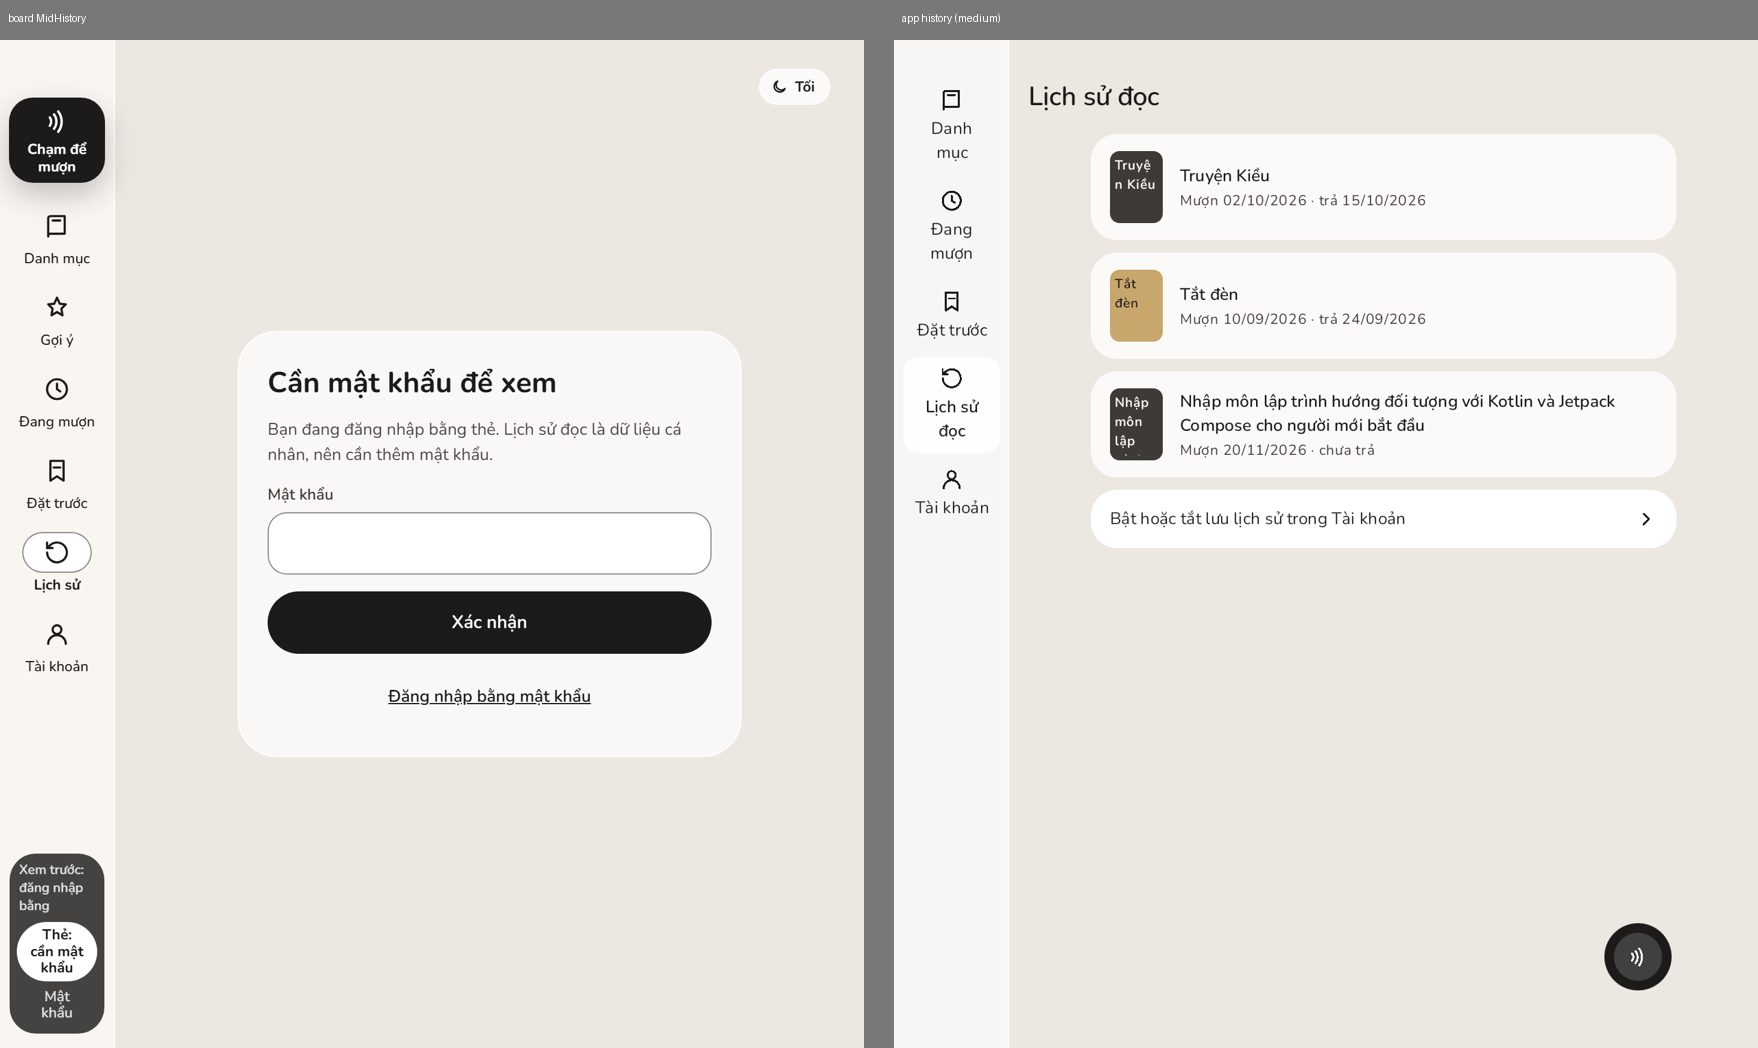 board MidHistory
Chạm để
mượn
Danh mục
Gợi ý
Đang mượn
Đặt trước
Lịch sử
Tài khoản
Xem trước:
đăng nhập
bằng
Thẻ:
cần mật
khẩu
Mật
khẩu
Tối
Cần mật khẩu để xem
Bạn đang đăng nhập bằng thẻ. Lịch sử đọc là dữ liệu cá
nhân, nên cần thêm mật khẩu.
Mật khẩu
Xác nhận
Đăng nhập bằng mật khẩu
app history (medium)
Danh
mục
Đang
mượn
Đặt trước
Lịch sử
đọc
Tài khoản
Lịch sử đọc
Truyệ
n Kiều
Truyện Kiều
Mượn 02/10/2026 · trả 15/10/2026
Tắt
đèn
Tắt đèn
Mượn 10/09/2026 · trả 24/09/2026
Nhập
môn
lập
Nhập môn lập trình hướng đối tượng với Kotlin và Jetpack
Compose cho người mới bắt đầu
Mượn 20/11/2026 · chưa trả
Bật hoặc tắt lưu lịch sử trong Tài khoản